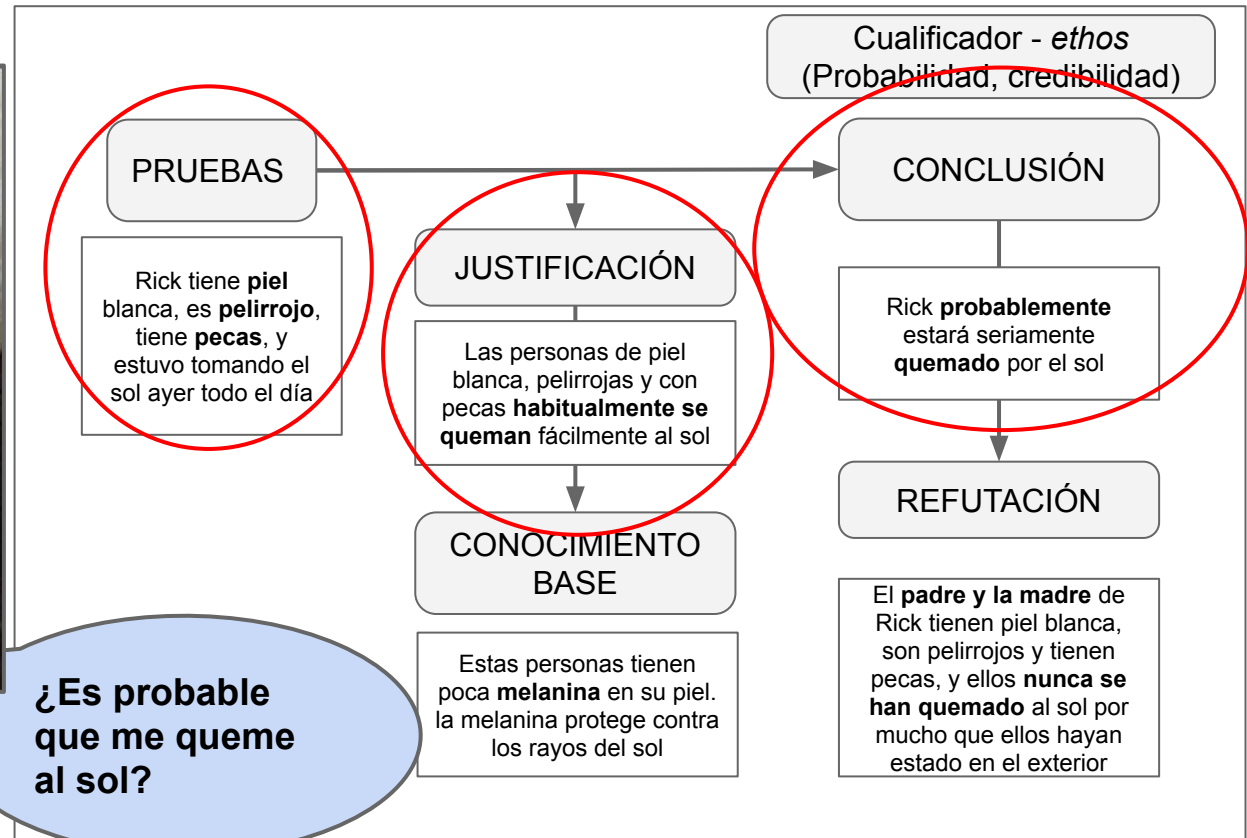 Cualificador - ethos
(Probabilidad, credibilidad)
PRUEBAS
CONCLUSIÓN
JUSTIFICACIÓN
Rick tiene piel
blanca, es pelirrojo,
tiene pecas, y
estuvo tomando el
sol ayer todo el día
Las personas de piel
blanca, pelirrojas y con
pecas habitualmente se
queman fácilmente al sol
Rick probablemente
estará seriamente
quemado por el sol
CONOCIMIENTO
BASE
REFUTACIÓN
Estas personas tienen
poca melanina en su piel.
la melanina protege contra
los rayos del sol
El padre y la madre de
Rick tienen piel blanca,
son pelirrojos y tienen
pecas, y ellos nunca se
han quemado al sol por
mucho que ellos hayan
estado en el exterior
¿Es probable
que me queme
al sol?